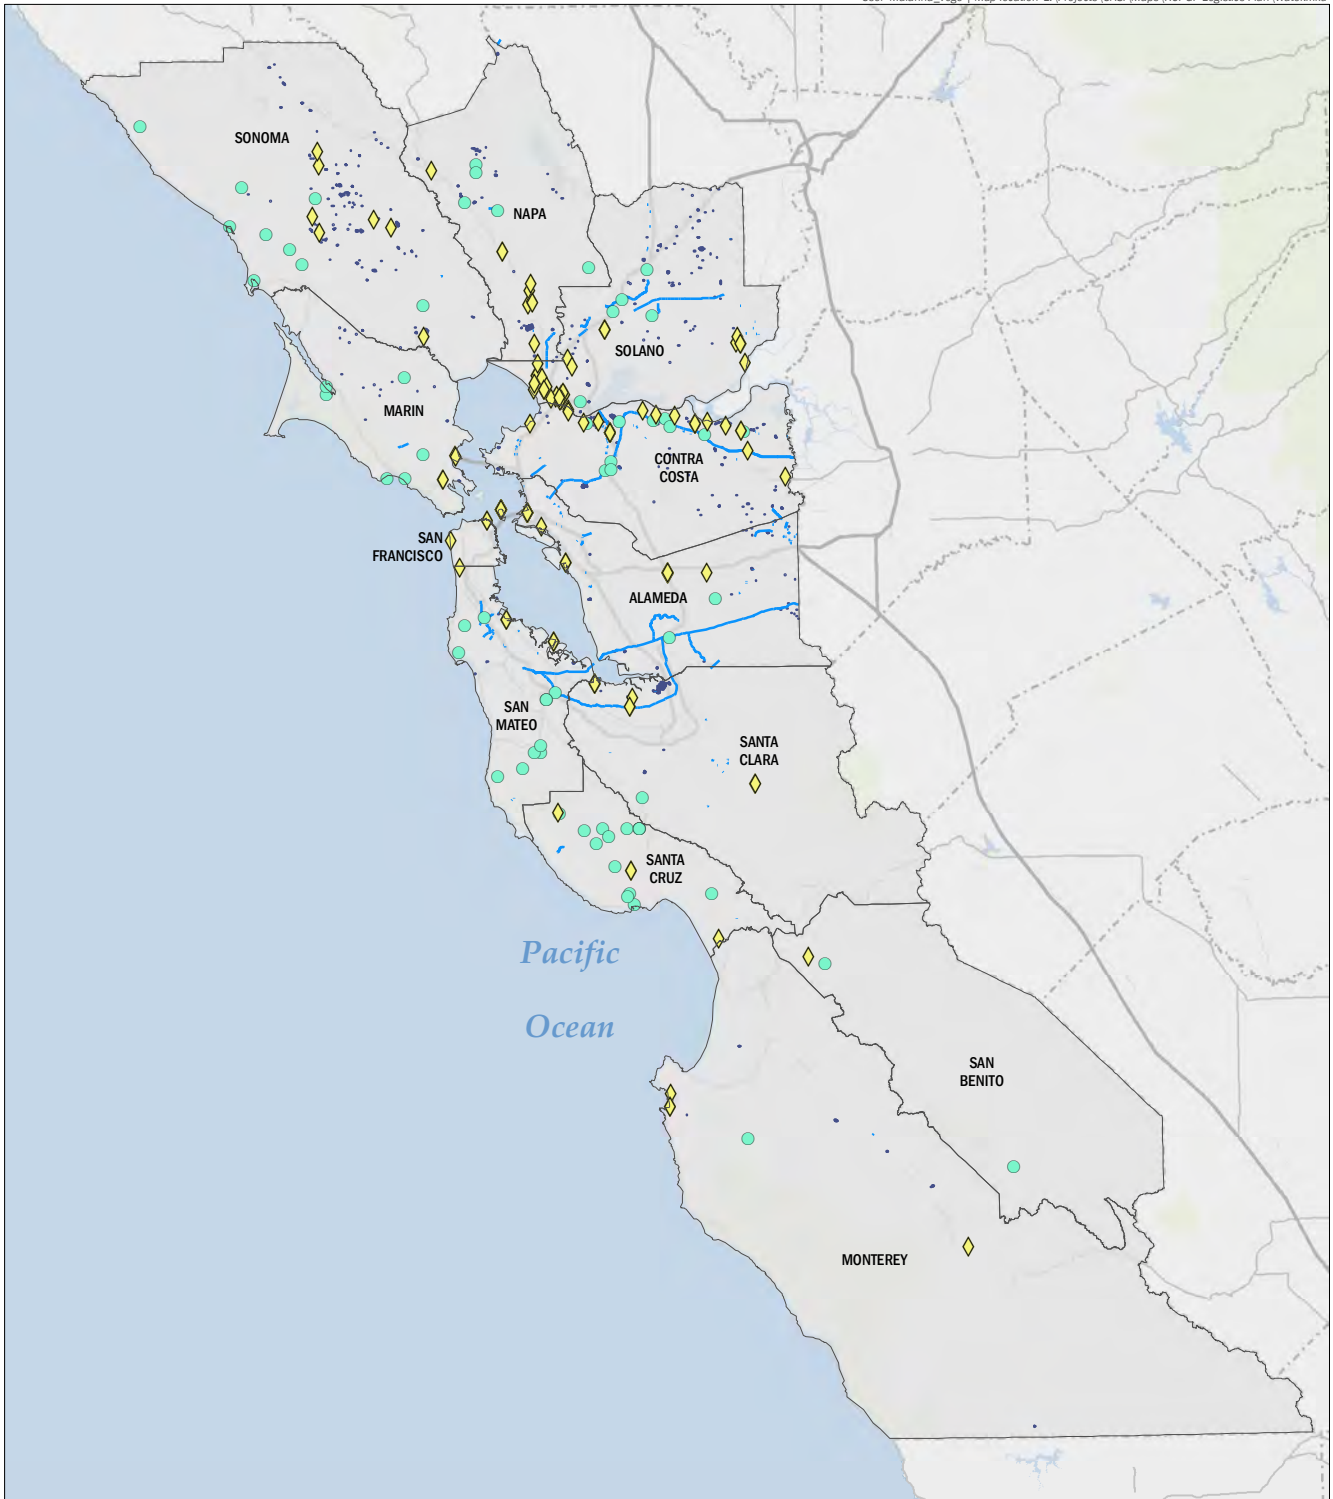 SONOMA
NAPA
SOLANO
MARIN
CONTRA
COSTA
SAN
FRANCISCO
ALAMEDA
SAN
MATEO
SANTA
CLARA
SANTA
CRUZ
Pacific
Ocean
SAN
BENITO
MONTEREY